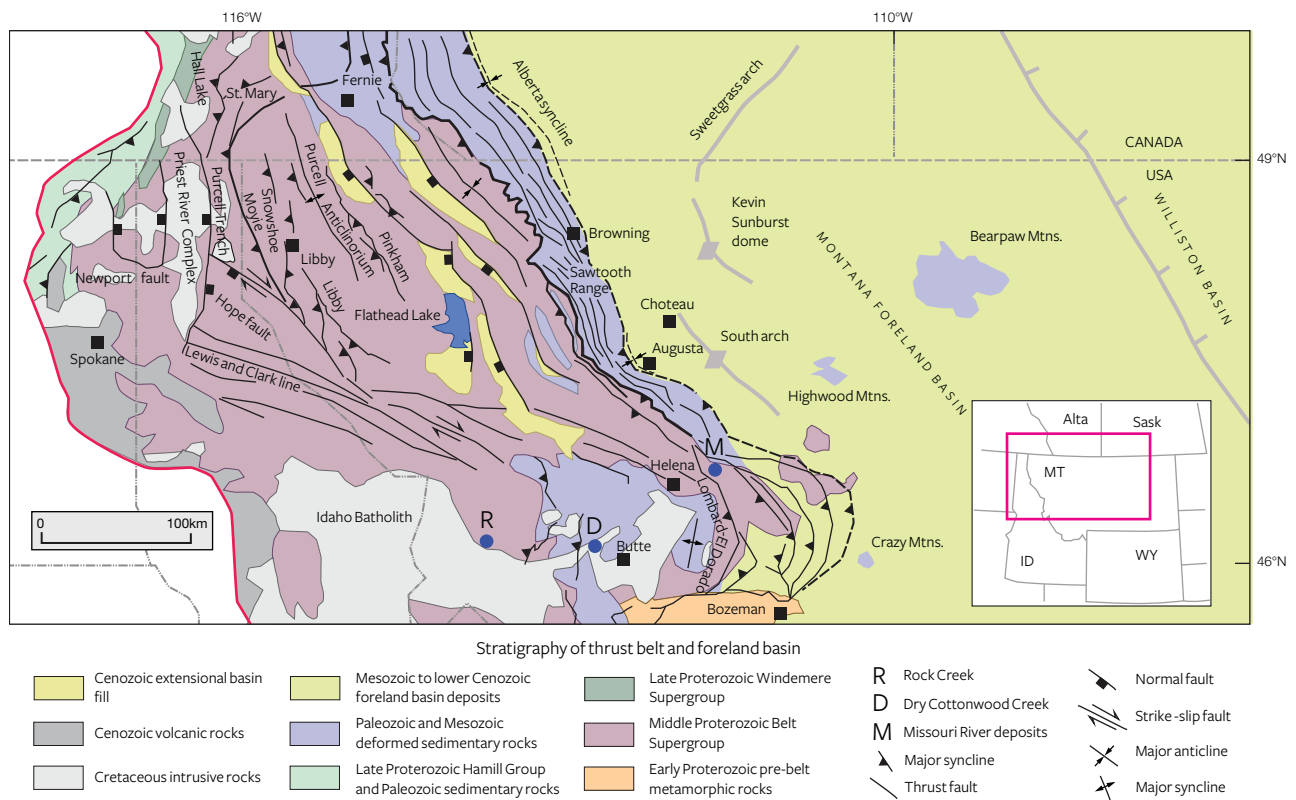 116°W
110°W
Hall Lake
St. Mary
Fernie
Alberta syncline
Sweetgrass arch
CANADA
49°N
USA
Priest River Complex
Purcell Trench
Moyie
Snowshoe
Purcell
Anticlinorium
Pinkham
Libby
Libby
Browning
Kevin
Sunburst
dome
Bearpaw Mtns.
WILLISTON BASIN
MONTANA FORELAND BASIN
Newport fault
Hope fault
Flathead Lake
Sawtooth
Range
Choteau
South arch
Augusta
Spokane
Lewis and Clark line
Highwood Mtns.
Alta
Sask
MT
ID
WY
M
Helena
Lombard-El Dorado
0
100km
Idaho Batholith
R
D
Butte
Crazy Mtns.
46°N
Bozeman
Stratigraphy of thrust belt and foreland basin
Cenozoic extensional basin
fill
Cenozoic volcanic rocks
Cretaceous intrusive rocks
Mesozoic to lower Cenozoic
foreland basin deposits
Paleozoic and Mesozoic
deformed sedimentary rocks
Late Proterozoic Hamill Group
and Paleozoic sedimentary rocks
Late Proterozoic Windemere
Supergroup
Middle Proterozoic Belt
Supergroup
Early Proterozoic pre-belt
metamorphic rocks
R Rock Creek
D Dry Cottonwood Creek
M Missouri River deposits
Major syncline
Thrust fault
Normal fault
Strike-slip fault
Major anticline
Major syncline